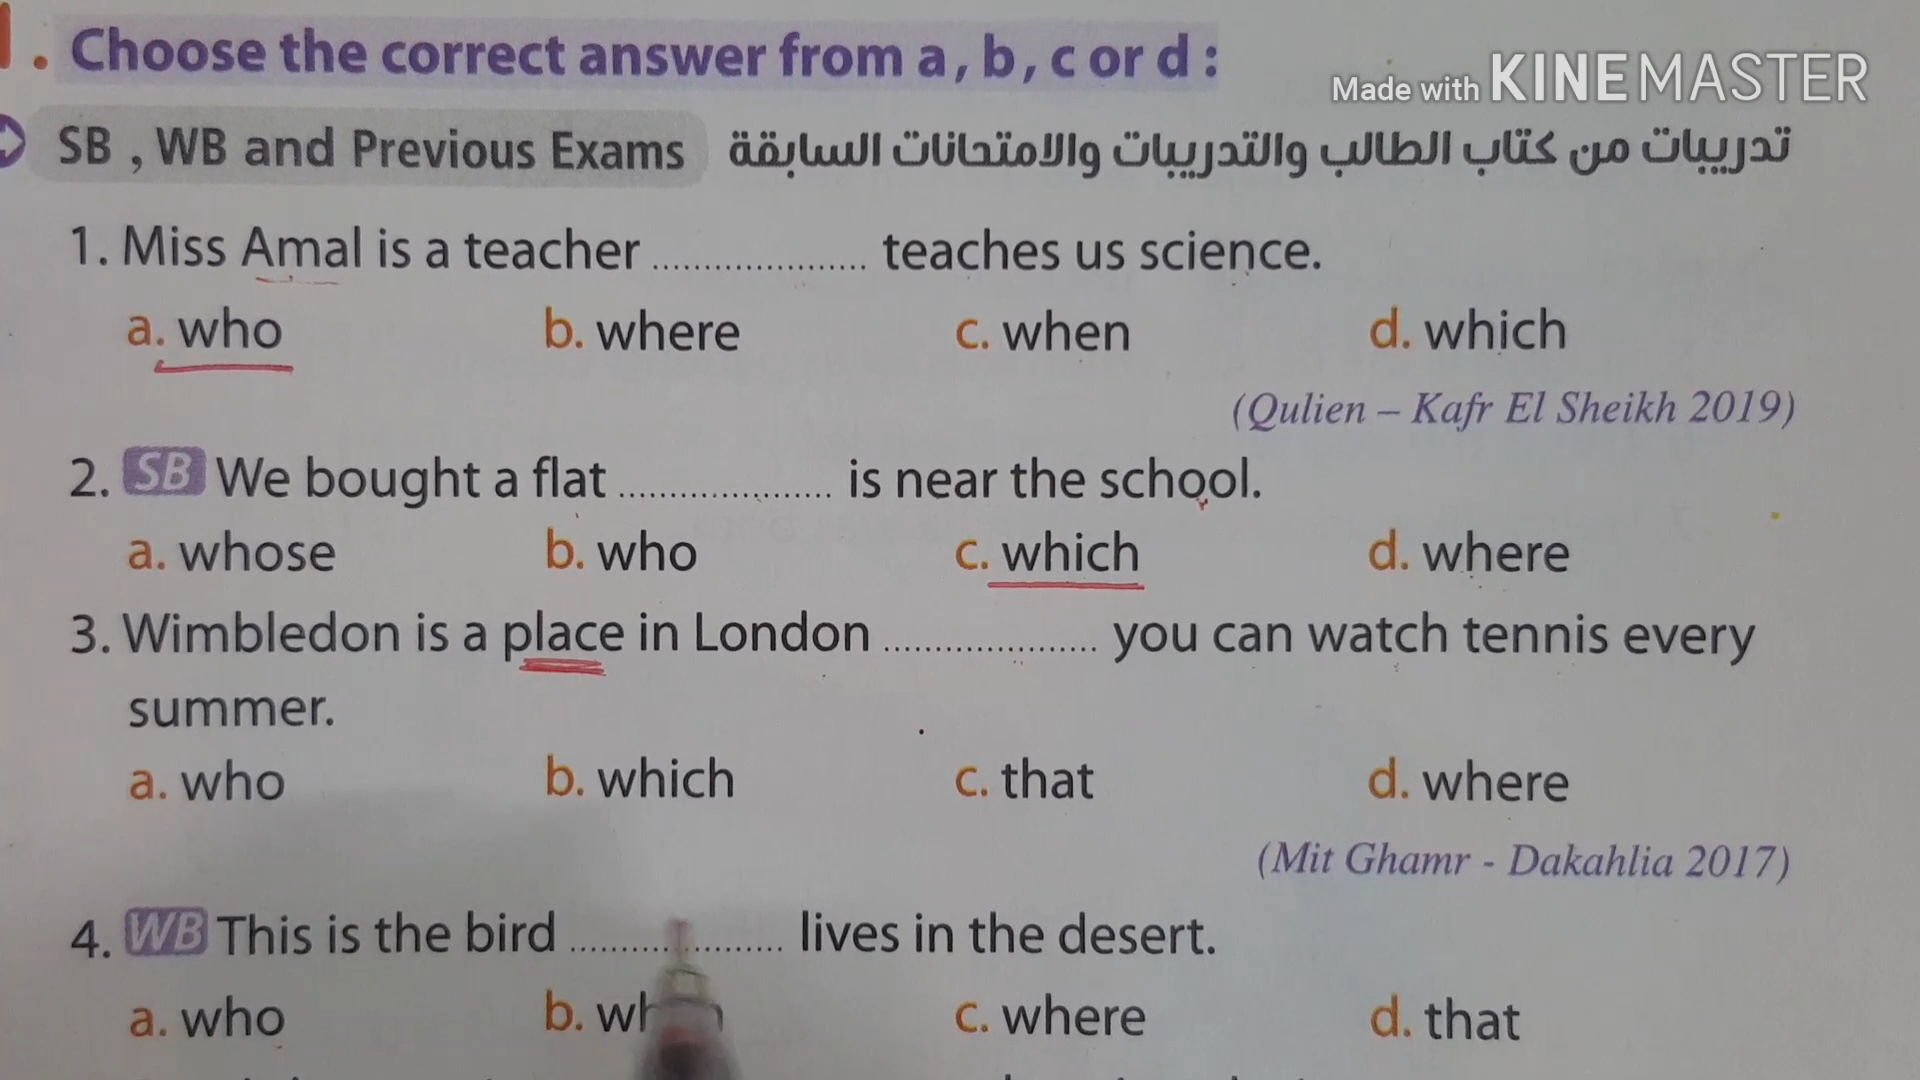 . Choose the correct answer from a, b, c or d :
Made with KINEMASTER
SB , WB and Previous Exams تدريبات من كتاب الطالب والتدريبات والامتحانات السابقة
1. Miss Amal is a teacher .................... teaches us science.
a. who b. where c. when d. which
(Qulien – Kafr El Sheikh 2019)
2. SB We bought a flat .................... is near the school.
a. whose b. who c. which d. where
3. Wimbledon is a place in London .................... you can watch tennis every
summer.
a. who b. which c. that d. where
(Mit Ghamr - Dakahlia 2017)
4. WB This is the bird .................... lives in the desert.
a. who b. c. where d. that